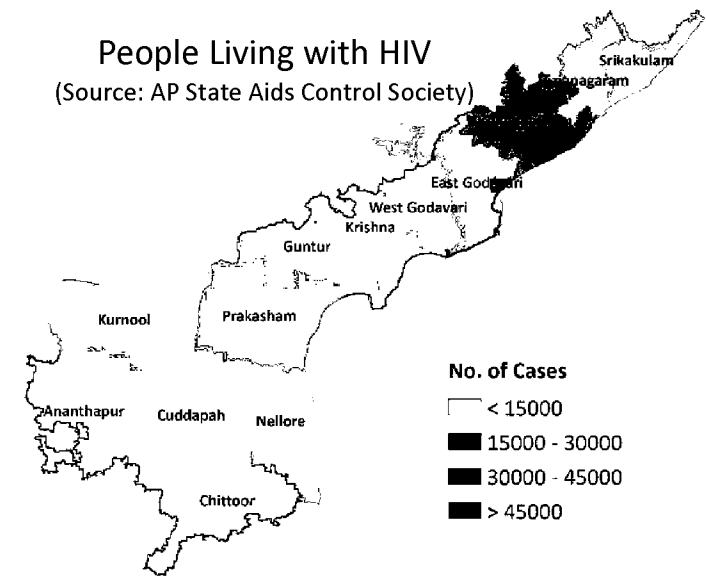 People Living with HIV
(Source: AP State Aids Control Society)
Srikakulam
East Godavari
West Godavari
Krishna
Guntur
Kurnool
Prakasham
Ananthapur
Cuddapah
Nellore
Chittoor
No. of Cases
< 15000
15000 - 30000
30000 - 45000
> 45000